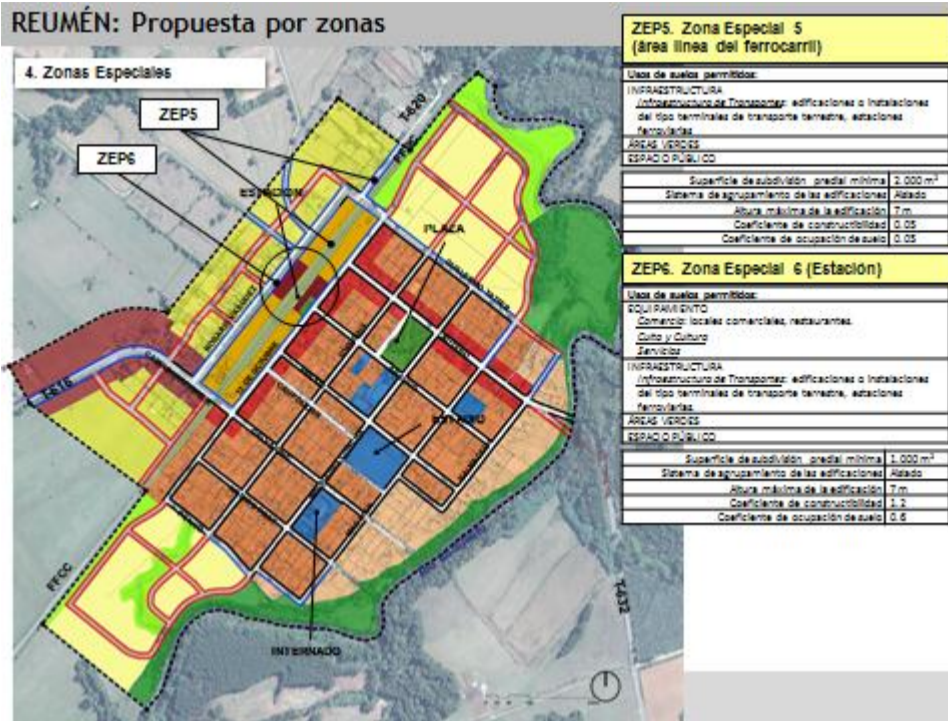 REUMÉN: Propuesta por zonas
4. Zonas Especiales
ZEP5
ZEP6
T-620
ESTACION
PLAZA
T-616
ESTADIO
FFCC
INTERNADO
T-632
ZEP5. Zona Especial 5
(área línea del ferrocarril)
Usos de suelos permitidos:
INFRAESTRUCTURA
Infraestructura de Transportes: edificaciones o instalaciones
del tipo terminales de transporte terrestre, estaciones
ferroviarias
ÁREAS VERDES
ESPACIO PÚBLICO
Superficie de subdivisión predial mínima 2.000 m²
Sistema de agrupamiento de las edificaciones Aislado
Altura máxima de la edificación 7 m
Coeficiente de constructibilidad 0.05
Coeficiente de ocupación de suelo 0.05
ZEP6. Zona Especial 6 (Estación)
Usos de suelos permitidos:
EQUIPAMIENTO
Comercio: locales comerciales, restaurantes.
Culto y Cultura
Servicios
INFRAESTRUCTURA
Infraestructura de Transportes: edificaciones o instalaciones
del tipo terminales de transporte terrestre, estaciones
ferroviarias.
ÁREAS VERDES
ESPACIO PÚBLICO
Superficie de subdivisión predial mínima 1.000 m²
Sistema de agrupamiento de las edificaciones Aislado
Altura máxima de la edificación 7 m
Coeficiente de constructibilidad 1.2
Coeficiente de ocupación de suelo 0.6